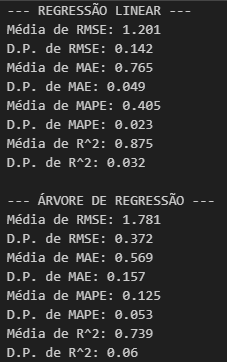 --- REGRESSÃO LINEAR ---
Média de RMSE: 1.201
D.P. de RMSE: 0.142
Média de MAE: 0.765
D.P. de MAE: 0.049
Média de MAPE: 0.405
D.P. de MAPE: 0.023
Média de R^2: 0.875
D.P. de R^2: 0.032

--- ÁRVORE DE REGRESSÃO ---
Média de RMSE: 1.781
D.P. de RMSE: 0.372
Média de MAE: 0.569
D.P. de MAE: 0.157
Média de MAPE: 0.125
D.P. de MAPE: 0.053
Média de R^2: 0.739
D.P. de R^2: 0.06